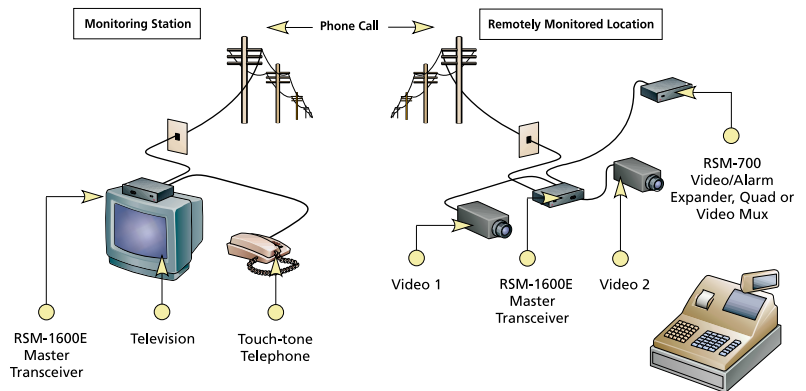 Monitoring Station
Phone Call
Remotely Monitored Location
RSM-700
Video/Alarm
Expander, Quad or
Video Mux
Video 1
RSM-1600E
Master
Transceiver
Video 2
RSM-1600E
Master
Transceiver
Television
Touch-tone
Telephone